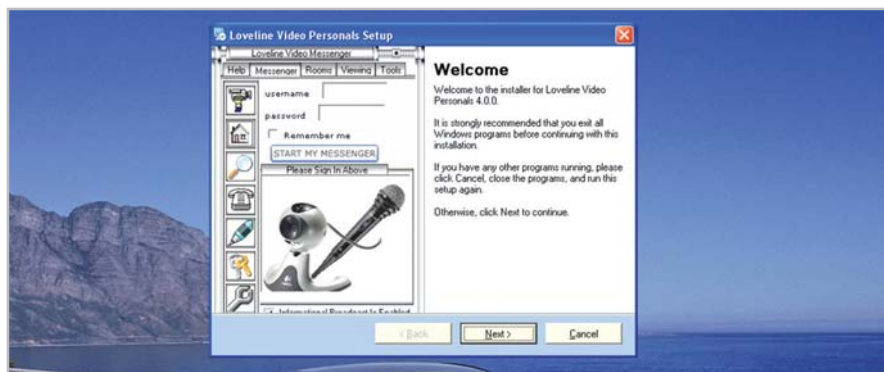 Loveline Video Personals Setup
Loveline Video Messenger
Help Messenger Rooms Viewing Tools
username
password
Remember me
START MY MESSENGER
Please Sign In Above
Informational Broadcast Is Enabled
Welcome
Welcome to the installer for Loveline Video
Personals 4.0.0.
It is strongly recommended that you exit all
Windows programs before continuing with this
installation.
If you have any other programs running, please
click Cancel, close the programs, and run this
setup again.
Otherwise, click Next to continue.
< Back
Next >
Cancel